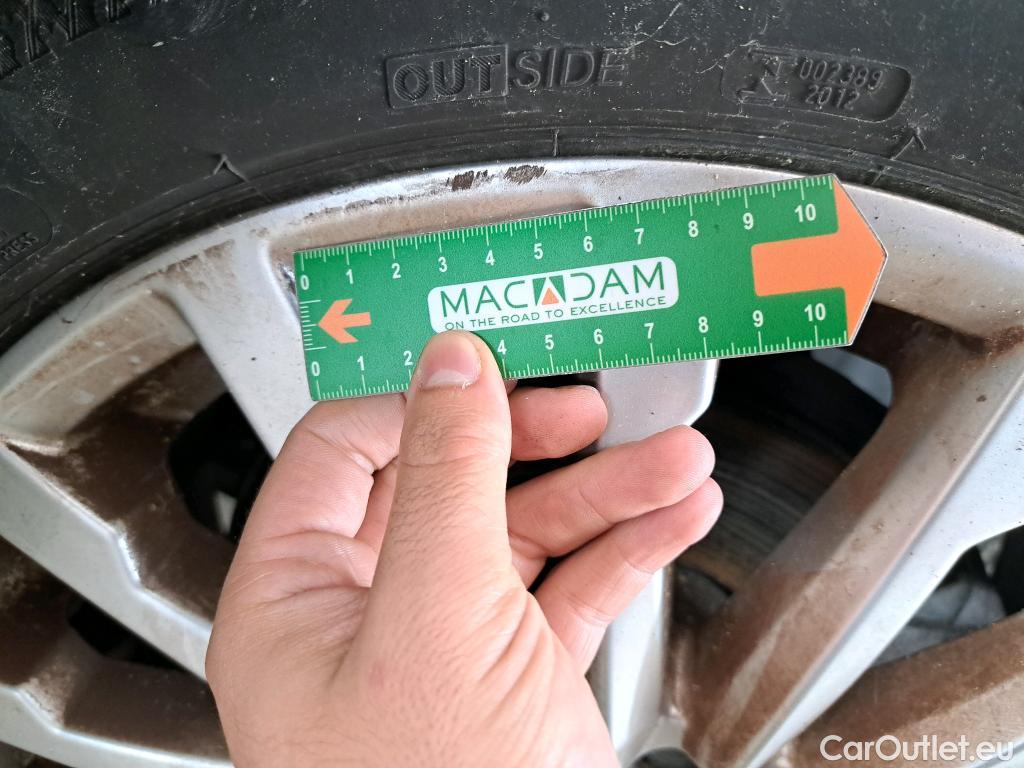 OUTSIDE
002389
2012
PRESS
0 1 2 3 4 5 6 7 8 9 10
MACADAM
ON THE ROAD TO EXCELLENCE
0 1 2 4 5 6 7 8 9 10
CarOutlet.eu